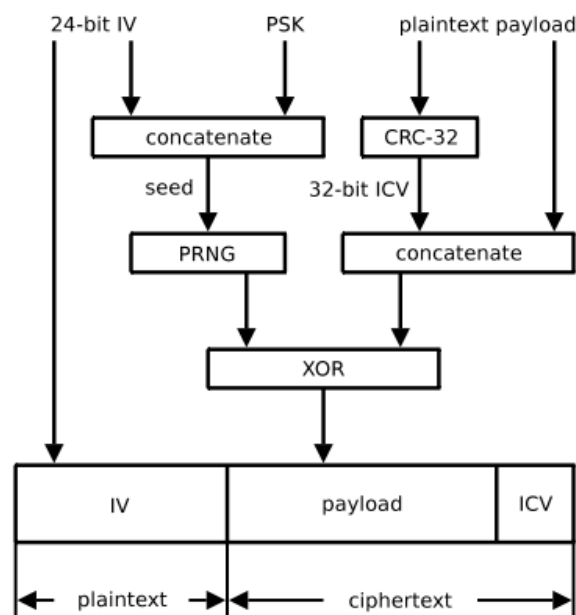 24-bit IV PSK plaintext payload
concatenate CRC-32
seed 32-bit ICV
PRNG concatenate
XOR
IV payload ICV
plaintext ciphertext